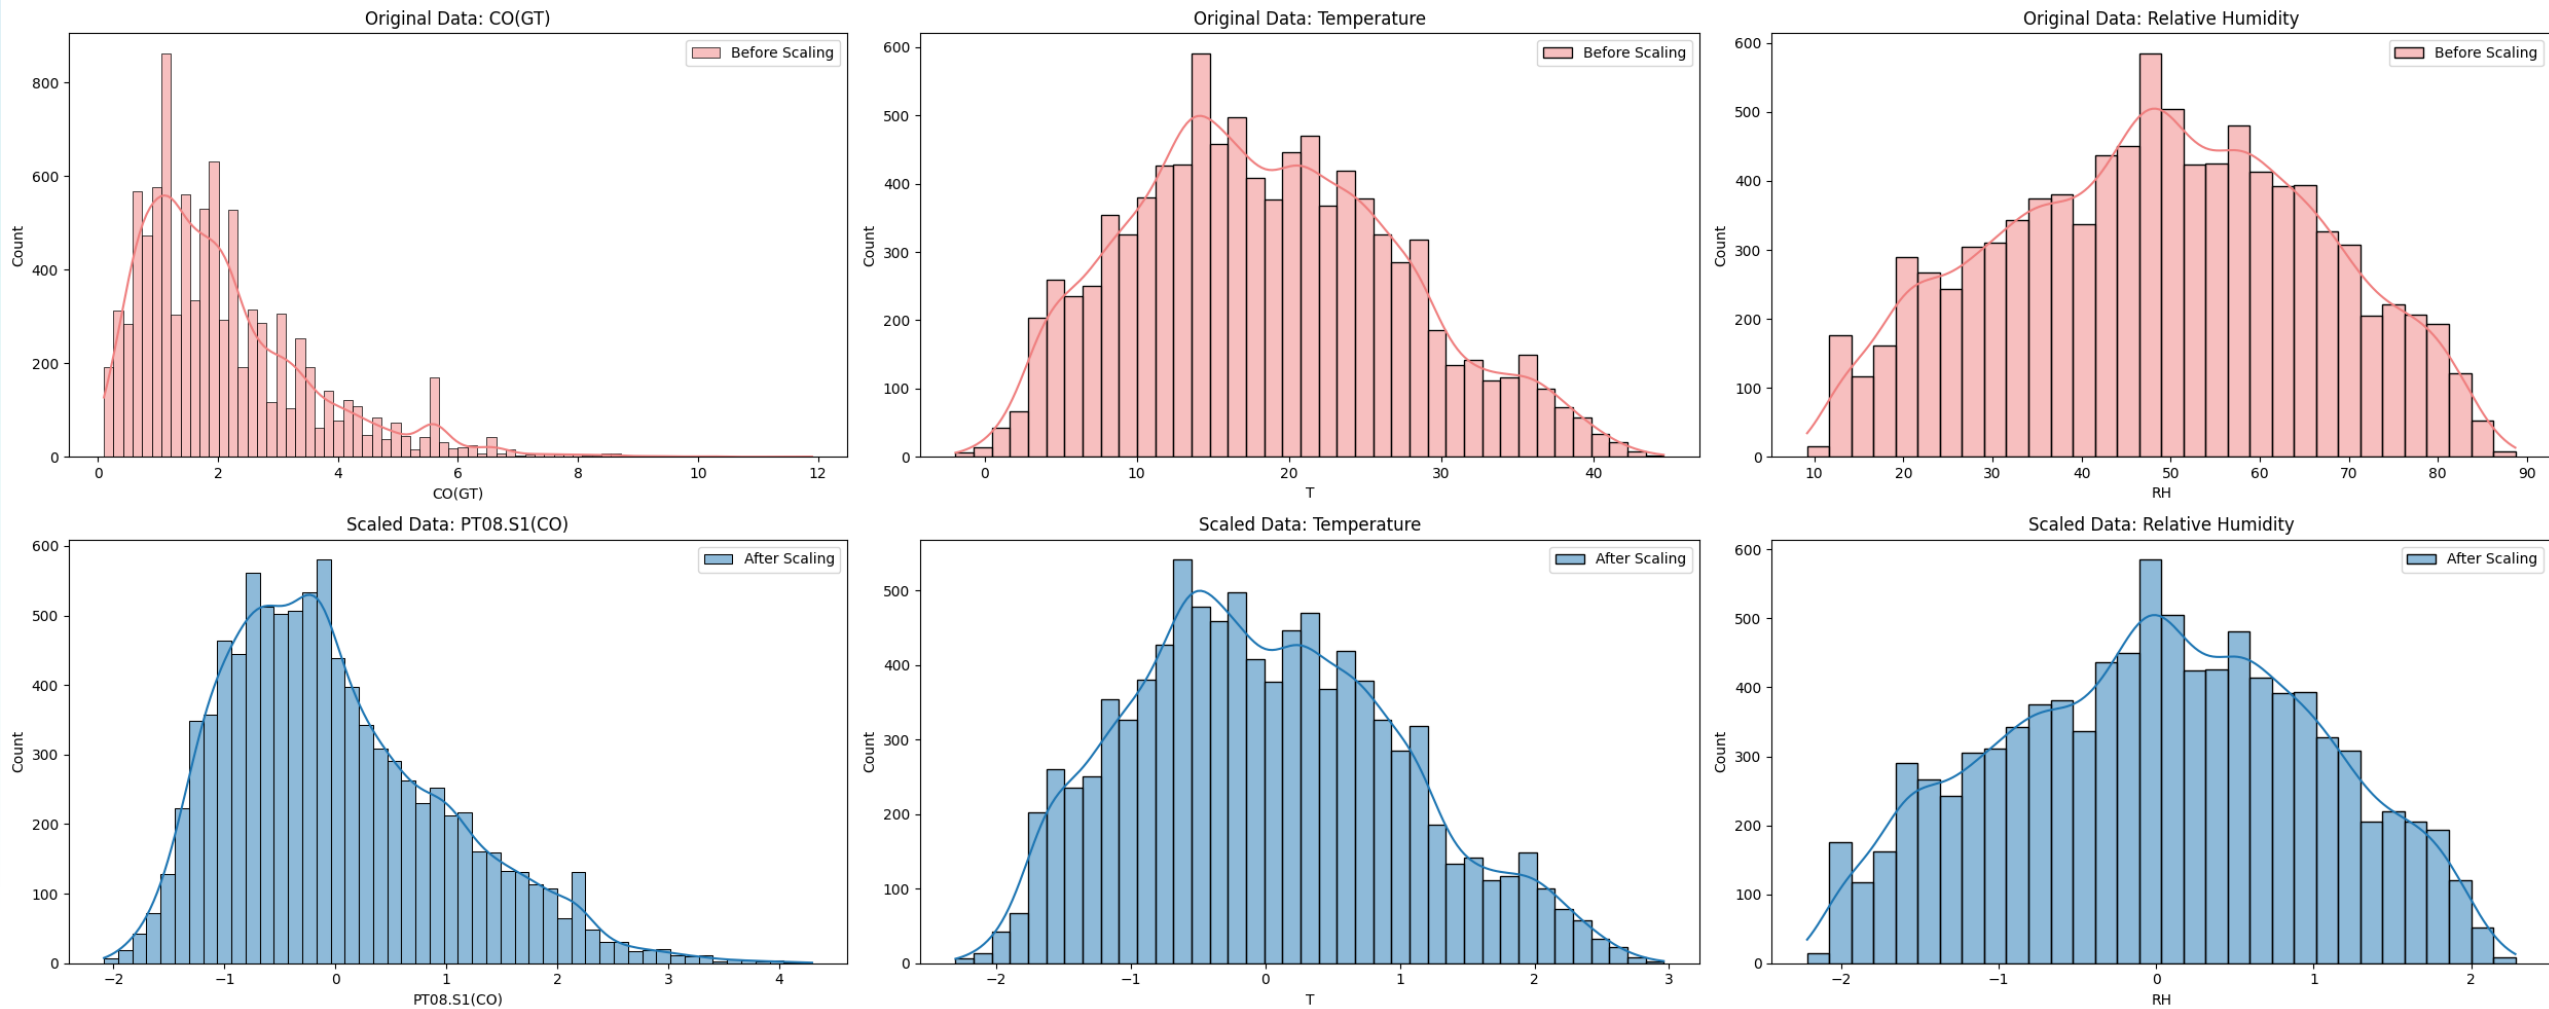 Original Data: CO(GT)
Before Scaling
Count
800
600
400
200
0
0 2 4 6 8 10 12
CO(GT)
Original Data: Temperature
Before Scaling
Count
600
500
400
300
200
100
0
0 10 20 30 40
T
Original Data: Relative Humidity
Before Scaling
Count
600
500
400
300
200
100
0
10 20 30 40 50 60 70 80 90
RH
Scaled Data: PT08.S1(CO)
After Scaling
Count
600
500
400
300
200
100
0
−2 −1 0 1 2 3 4
PT08.S1(CO)
Scaled Data: Temperature
After Scaling
Count
500
400
300
200
100
0
−2 −1 0 1 2 3
T
Scaled Data: Relative Humidity
After Scaling
Count
600
500
400
300
200
100
0
−2 −1 0 1 2
RH